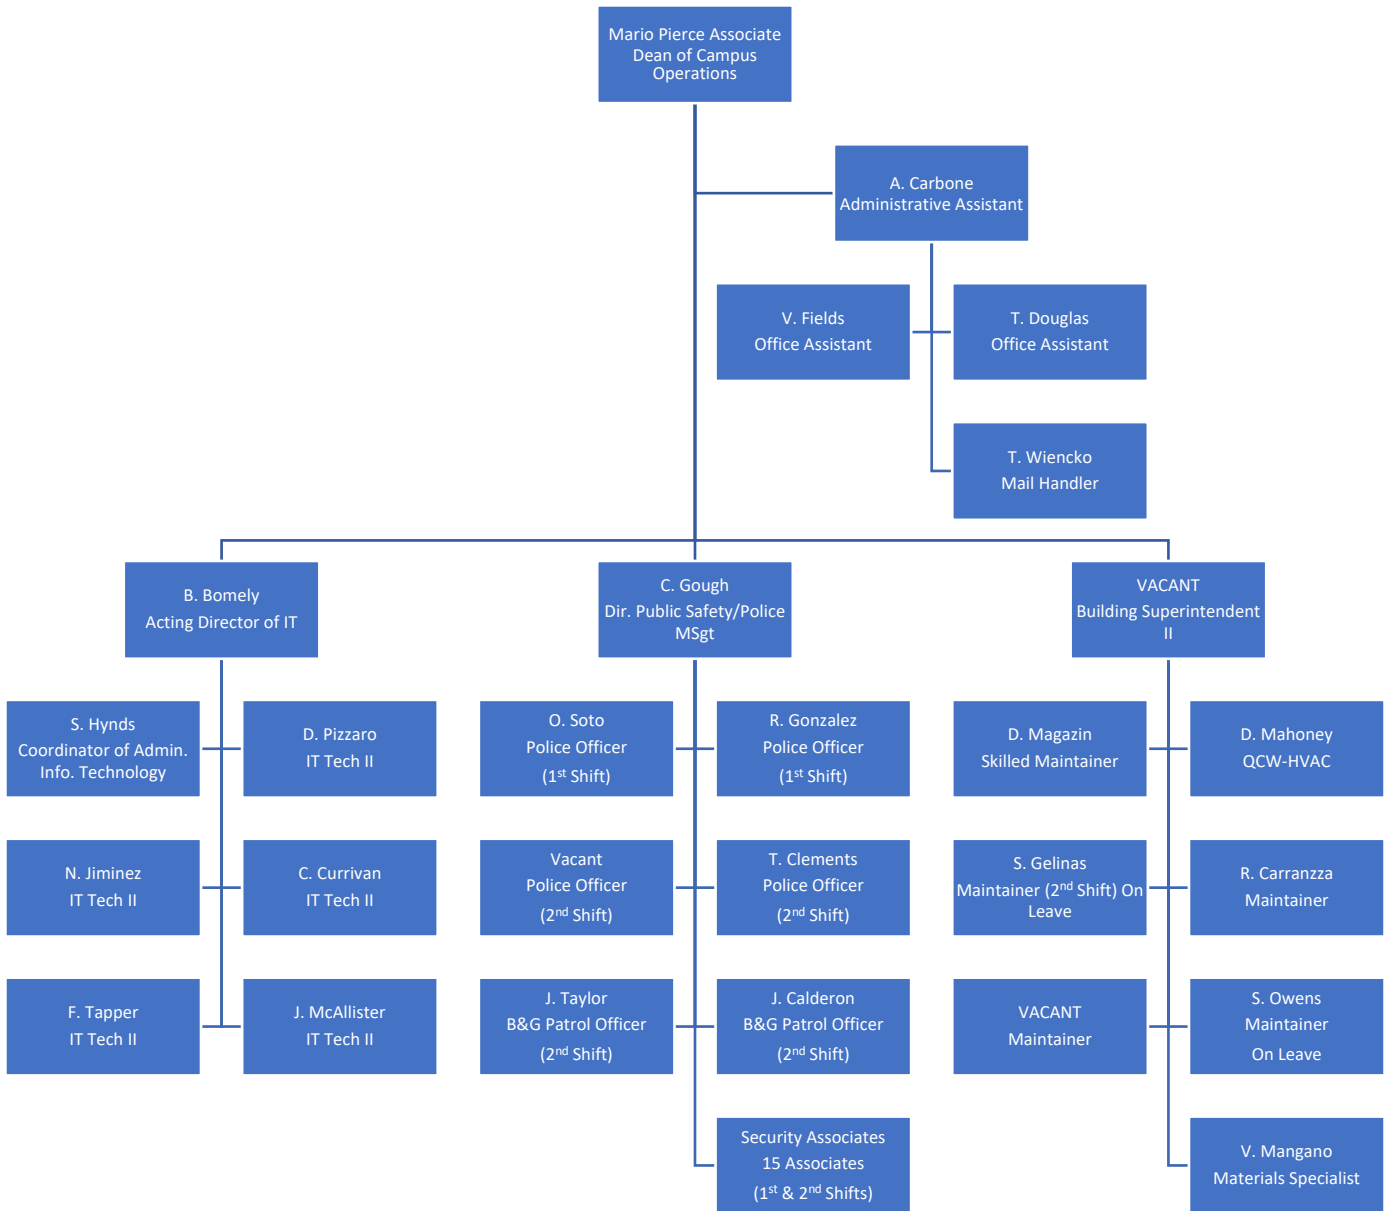 Mario Pierce Associate
Dean of Campus
Operations
A. Carbone
Administrative Assistant
V. Fields
Office Assistant
T. Douglas
Office Assistant
T. Wiencko
Mail Handler
B. Bomely
Acting Director of IT
C. Gough
Dir. Public Safety/Police
MSgt
VACANT
Building Superintendent
II
S. Hynds
Coordinator of Admin.
Info. Technology
D. Pizzaro
IT Tech II
O. Soto
Police Officer
(1st Shift)
R. Gonzalez
Police Officer
(1st Shift)
D. Magazin
Skilled Maintainer
D. Mahoney
QCW-HVAC
N. Jiminez
IT Tech II
C. Currivan
IT Tech II
Vacant
Police Officer
(2nd Shift)
T. Clements
Police Officer
(2nd Shift)
S. Gelinas
Maintainer (2nd Shift) On
Leave
R. Carranzza
Maintainer
F. Tapper
IT Tech II
J. McAllister
IT Tech II
J. Taylor
B&G Patrol Officer
(2nd Shift)
J. Calderon
B&G Patrol Officer
(2nd Shift)
VACANT
Maintainer
S. Owens
Maintainer
On Leave
Security Associates
15 Associates
(1st & 2nd Shifts)
V. Mangano
Materials Specialist